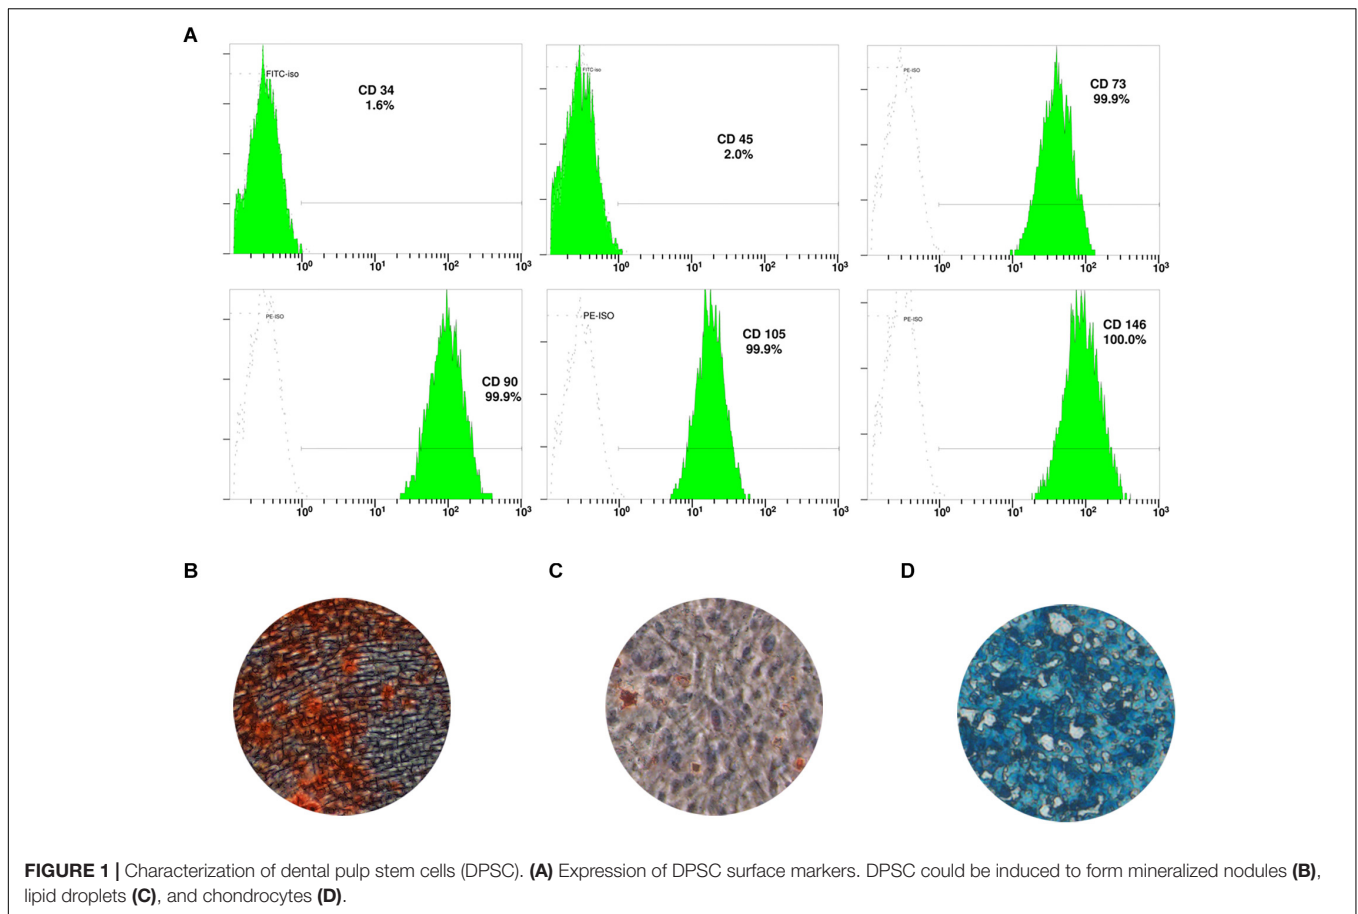 A
FITC-iso
CD 34
1.6%
10⁰ 10¹ 10² 10³
FITC-iso
CD 45
2.0%
10⁰ 10¹ 10² 10³
PE-ISO
CD 73
99.9%
10⁰ 10¹ 10² 10³
PE-ISO
CD 90
99.9%
10⁰ 10¹ 10² 10³
PE-ISO
CD 105
99.9%
10⁰ 10¹ 10² 10³
PE-ISO
CD 146
100.0%
10⁰ 10¹ 10² 10³
B
C
D
FIGURE 1 | Characterization of dental pulp stem cells (DPSC). (A) Expression of DPSC surface markers. DPSC could be induced to form mineralized nodules (B),
lipid droplets (C), and chondrocytes (D).